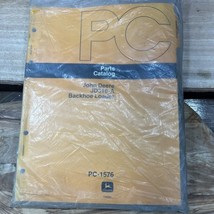 PC
Parts
Catalog
John Deere
Backhoe Loader
PC-1576